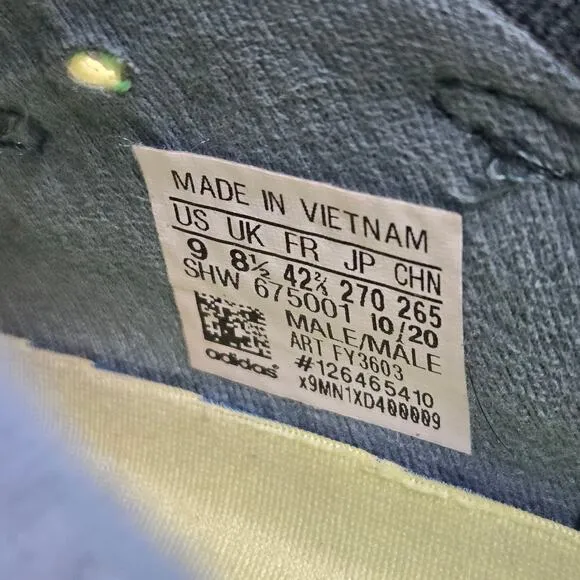 MADE IN VIETNAM
US UK FR JP CHN
9 8½ 42⅔ 270 265
SHW 675001 10/20
MALE/MÂLE
ART FY3603
adidas #126465410
x9MN1XD400009